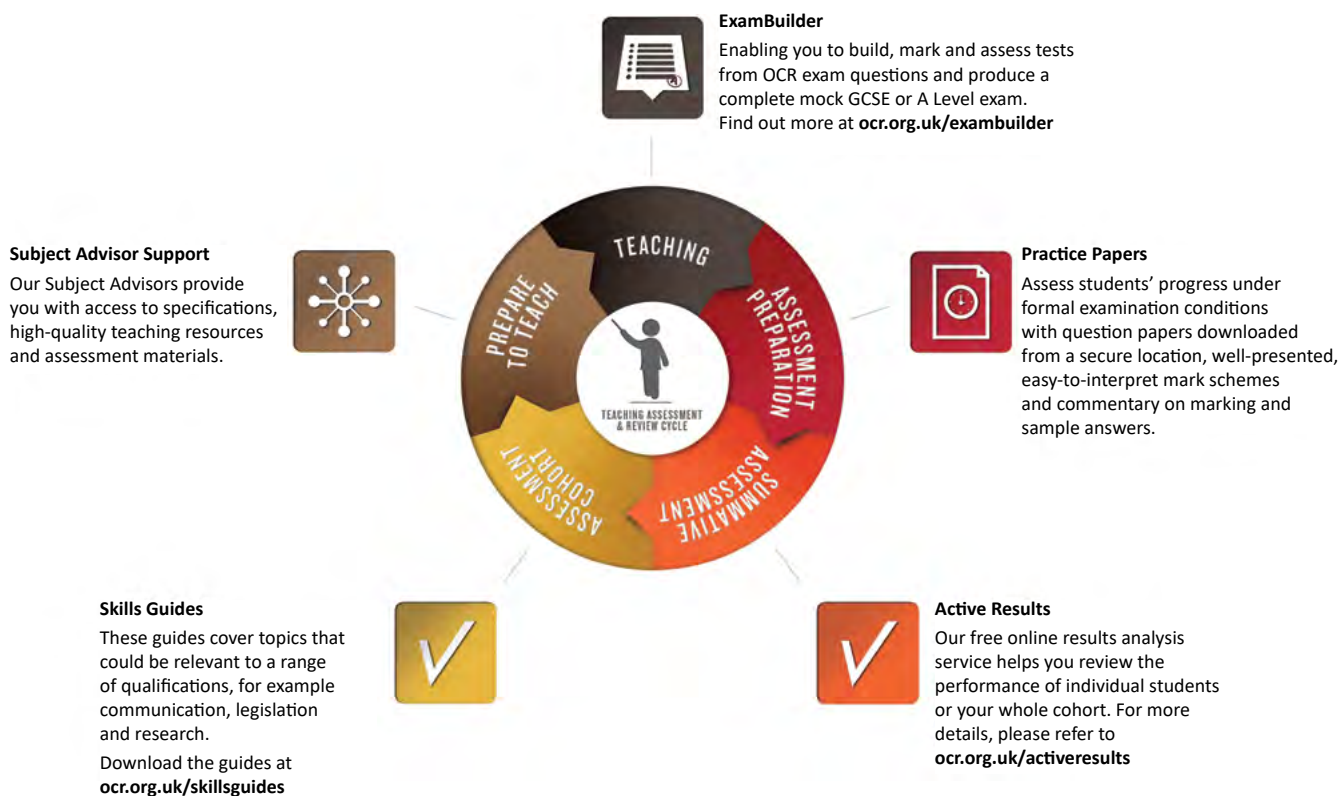 ExamBuilder
Enabling you to build, mark and assess tests
from OCR exam questions and produce a
complete mock GCSE or A Level exam.
Find out more at ocr.org.uk/exambuilder
Subject Advisor Support
Our Subject Advisors provide
you with access to specifications,
high-quality teaching resources
and assessment materials.
TEACHING
PREPARE
TO TEACH
ASSESSMENT
PREPARATION
TEACHING ASSESSMENT
& REVIEW CYCLE
ASSESSMENT
COHORT
SUMMATIVE
ASSESSMENT
Practice Papers
Assess students’ progress under
formal examination conditions
with question papers downloaded
from a secure location, well-presented,
easy-to-interpret mark schemes
and commentary on marking and
sample answers.
Skills Guides
These guides cover topics that
could be relevant to a range
of qualifications, for example
communication, legislation
and research.
Download the guides at
ocr.org.uk/skillsguides
Active Results
Our free online results analysis
service helps you review the
performance of individual students
or your whole cohort. For more
details, please refer to
ocr.org.uk/activeresults